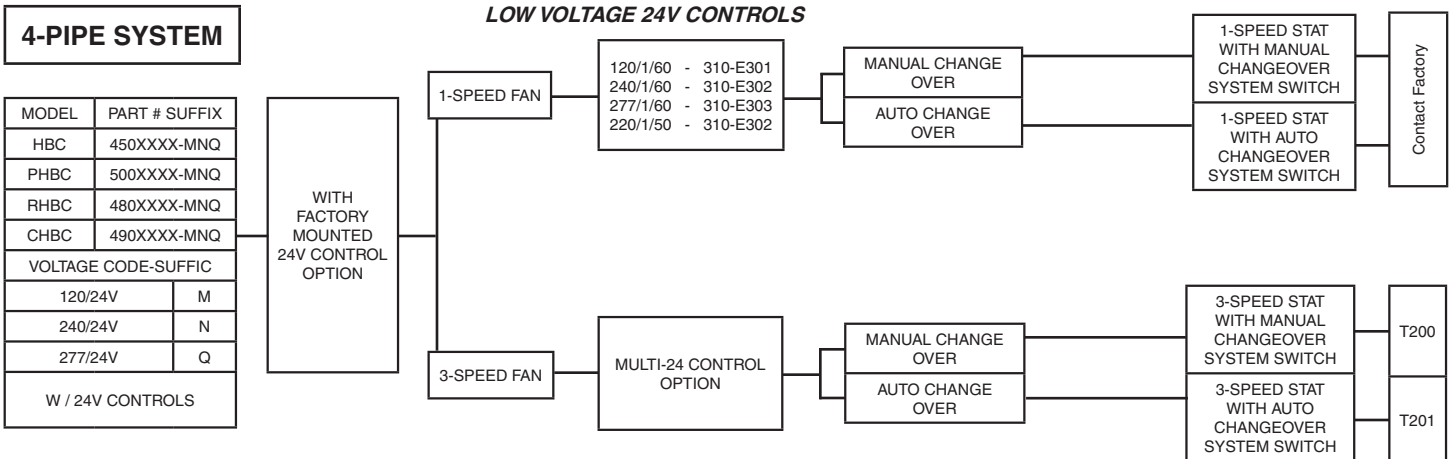 4-PIPE SYSTEM
LOW VOLTAGE 24V CONTROLS
MODEL PART # SUFFIX
HBC 450XXXX-MNQ
PHBC 500XXXX-MNQ
RHBC 480XXXX-MNQ
CHBC 490XXXX-MNQ
VOLTAGE CODE-SUFFIC
120/24V M
240/24V N
277/24V Q
W / 24V CONTROLS
WITH
FACTORY
MOUNTED
24V CONTROL
OPTION
1-SPEED FAN
120/1/60 - 310-E301
240/1/60 - 310-E302
277/1/60 - 310-E303
220/1/50 - 310-E302
MANUAL CHANGE
OVER
AUTO CHANGE
OVER
1-SPEED STAT
WITH MANUAL
CHANGEOVER
SYSTEM SWITCH
1-SPEED STAT
WITH AUTO
CHANGEOVER
SYSTEM SWITCH
Contact Factory
3-SPEED FAN
MULTI-24 CONTROL
OPTION
MANUAL CHANGE
OVER
AUTO CHANGE
OVER
3-SPEED STAT
WITH MANUAL
CHANGEOVER
SYSTEM SWITCH
T200
3-SPEED STAT
WITH AUTO
CHANGEOVER
SYSTEM SWITCH
T201